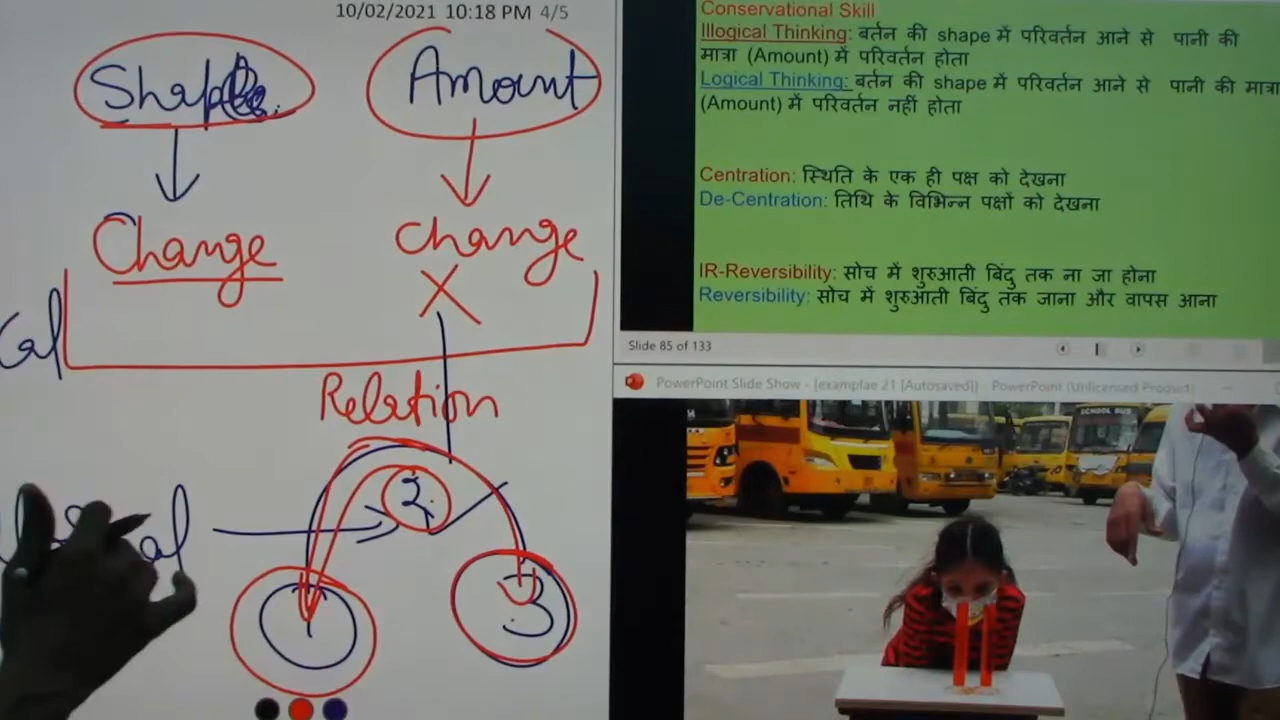 10/02/2021 10:18 PM 4/5
Shape
Amount
Change
change
Relation
2
1
3
Conservational Skill
Illogical Thinking: बर्तन की shape में परिवर्तन आने से पानी की
मात्रा (Amount) में परिवर्तन होता
Logical Thinking: बर्तन की shape में परिवर्तन आने से पानी की मात्रा
(Amount) में परिवर्तन नहीं होता
Centration: स्थिति के एक ही पक्ष को देखना
De-Centration: तिथि के विभिन्न पक्षों को देखना
IR-Reversibility: सोच में शुरुआती बिंदु तक ना जा होना
Reversibility: सोच में शुरुआती बिंदु तक जाना और वापस आना
Slide 85 of 133
PowerPoint Slide Show - [examplae 21 [Autosaved]] - PowerPoint (Unlicensed Product)
SCHOOL BUS